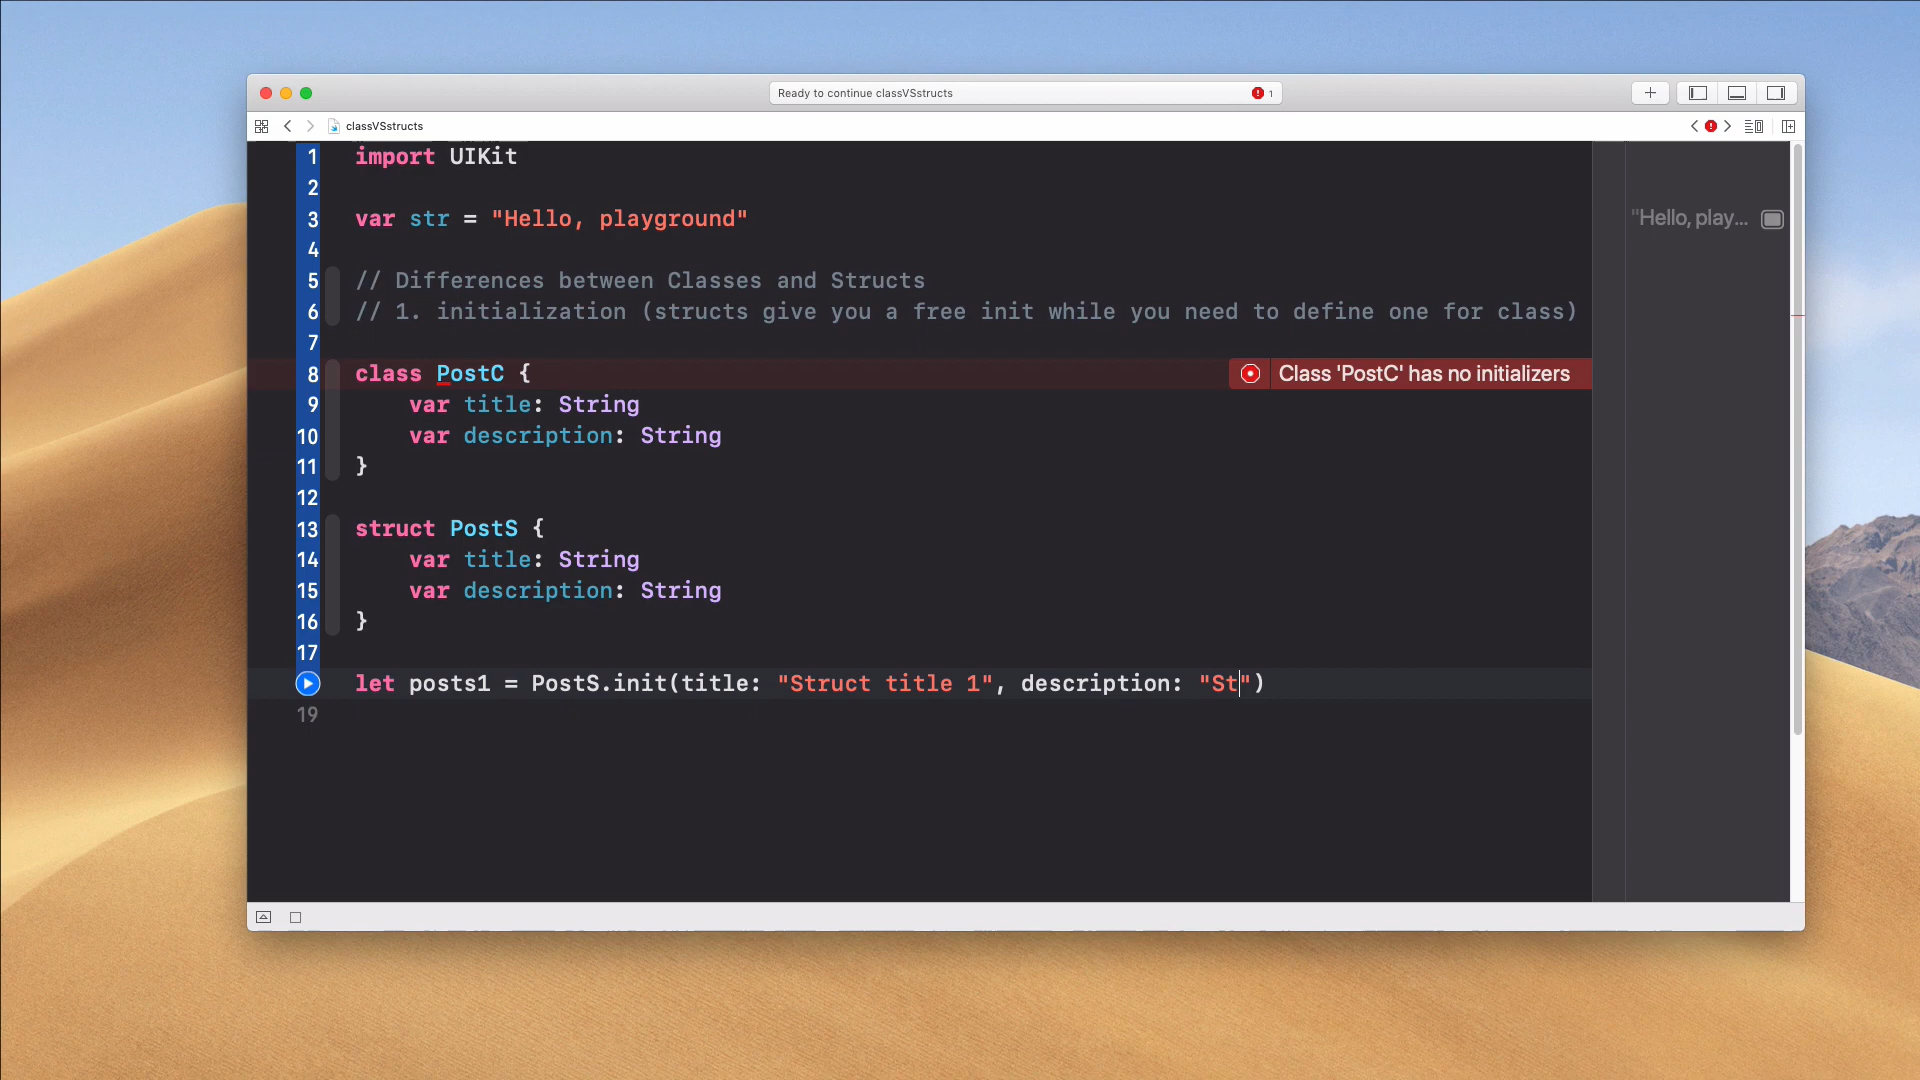 Ready to continue classVSstructs 1
classVSstructs
1 import UIKit
2
3 var str = "Hello, playground" "Hello, play...
4
5 // Differences between Classes and Structs
6 // 1. initialization (structs give you a free init while you need to define one for class)
7
8 class PostC { Class 'PostC' has no initializers
9 var title: String
10 var description: String
11 }
12
13 struct PostS {
14 var title: String
15 var description: String
16 }
17
let posts1 = PostS.init(title: "Struct title 1", description: "St")
19